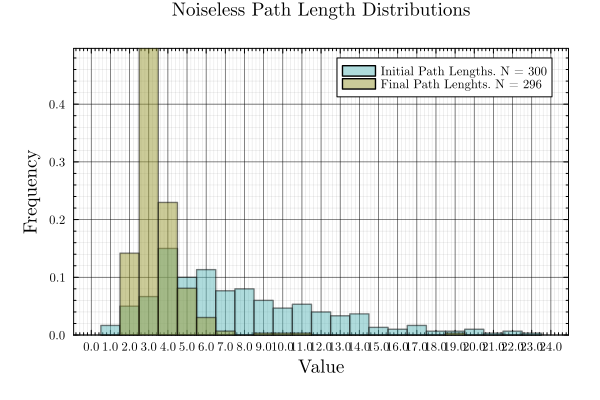 Noiseless Path Length Distributions
Initial Path Lengths. N = 300
Final Path Lenghts. N = 296
Frequency
0.4
0.3
0.2
0.1
0.0
0.0 1.0 2.0 3.0 4.0 5.0 6.0 7.0 8.0 9.0 10.0 11.0 12.0 13.0 14.0 15.0 16.0 17.0 18.0 19.0 20.0 21.0 22.0 23.0 24.0
Value